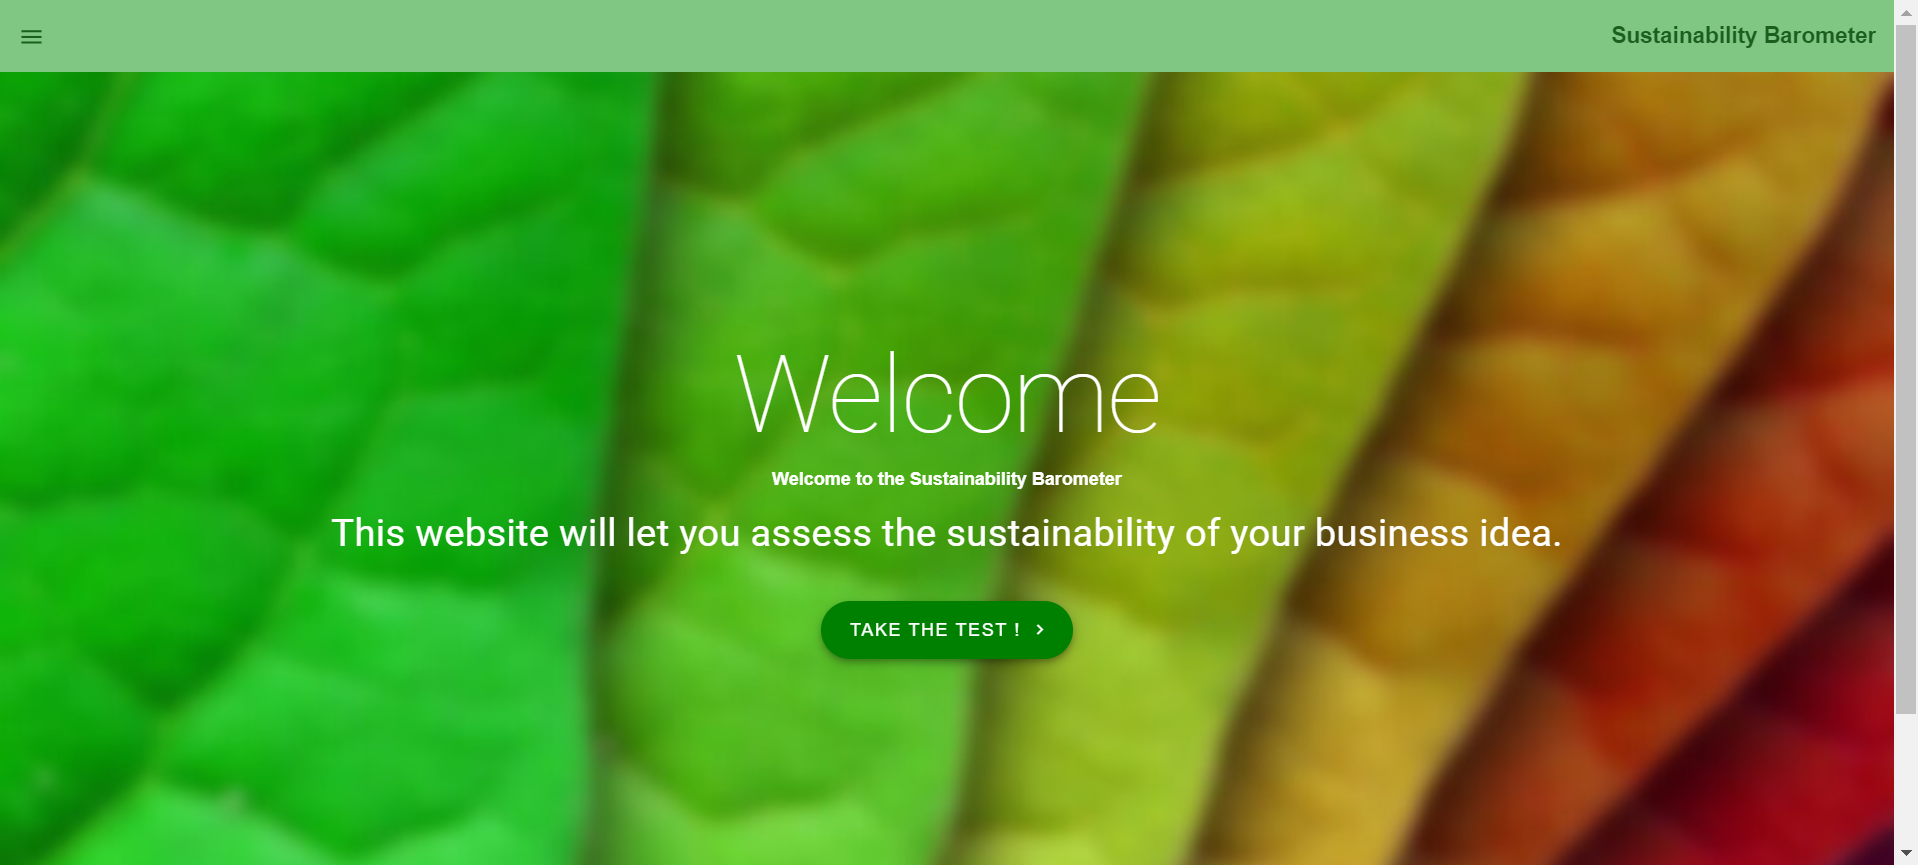 Sustainability Barometer
Welcome
Welcome to the Sustainability Barometer
This website will let you assess the sustainability of your business idea.
TAKE THE TEST !